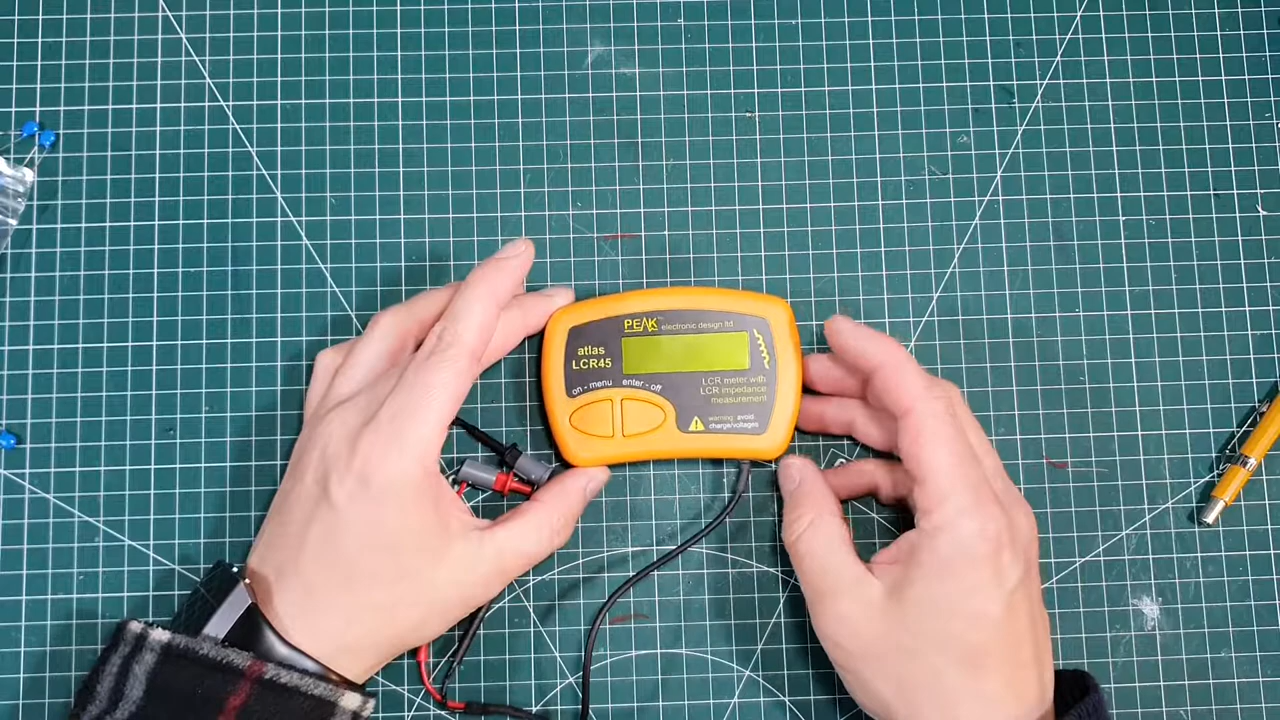 PEAK electronic design ltd
atlas
LCR45
on - menu enter - off
LCR meter with
LCR impedance
measurement
warning: avoid
charge/voltages